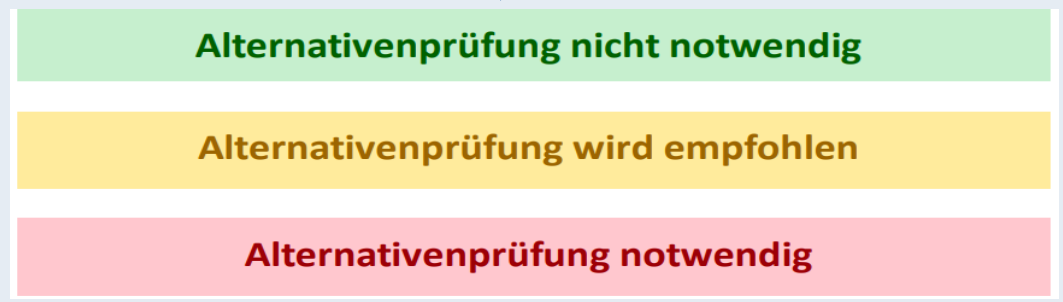 Alternativenprüfung nicht notwendig
Alternativenprüfung wird empfohlen
Alternativenprüfung notwendig